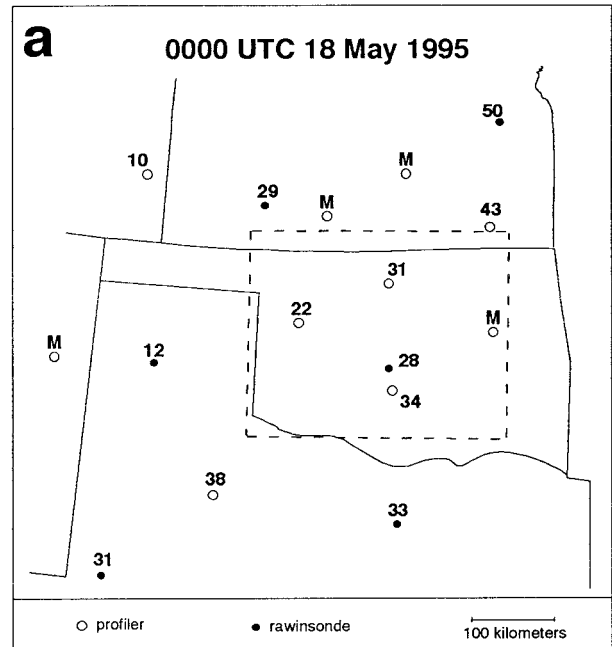 a
0000 UTC 18 May 1995
50
10
M
29
M
43
31
22
M
M
12
28
34
38
33
31
profiler
rawinsonde
100 kilometers